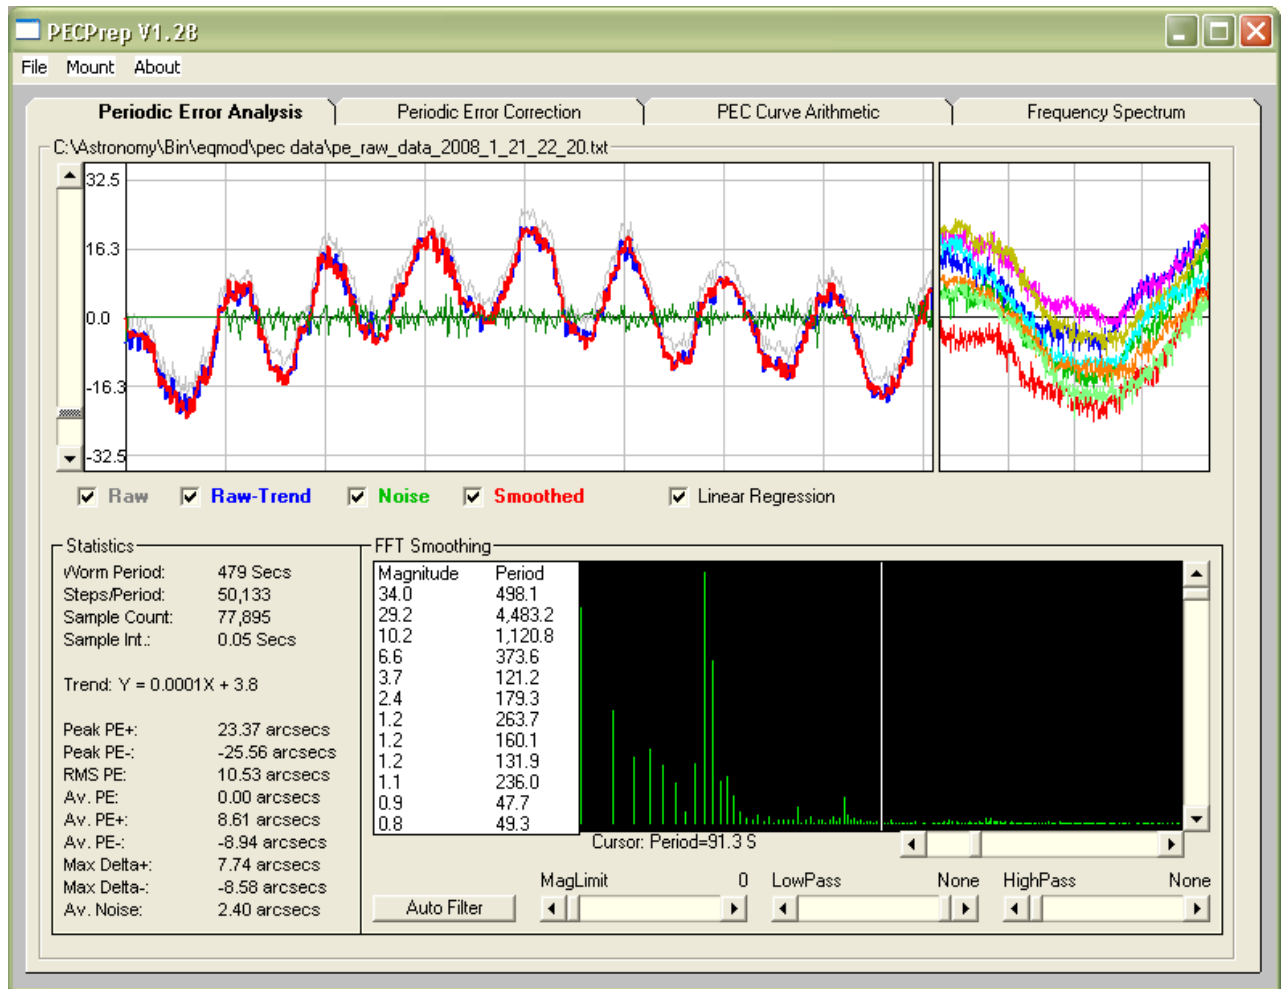 PECPrep V1.28
File Mount About
Periodic Error Analysis Periodic Error Correction PEC Curve Arithmetic Frequency Spectrum
C:\Astronomy\Bin\eqmod\pec data\pe_raw_data_2008_1_21_22_20.txt
32.5
16.3
0.0
-16.3
-32.5
Raw Raw-Trend Noise Smoothed Linear Regression
Statistics
Worm Period: 479 Secs
Steps/Period: 50,133
Sample Count: 77,895
Sample Int.: 0.05 Secs
Trend: Y = 0.0001X + 3.8
Peak PE+: 23.37 arcsecs
Peak PE-: -25.56 arcsecs
RMS PE: 10.53 arcsecs
Av. PE: 0.00 arcsecs
Av. PE+: 8.61 arcsecs
Av. PE-: -8.94 arcsecs
Max Delta+: 7.74 arcsecs
Max Delta-: -8.58 arcsecs
Av. Noise: 2.40 arcsecs
FFT Smoothing
Magnitude Period
34.0 498.1
29.2 4,483.2
10.2 1,120.8
6.6 373.6
3.7 121.2
2.4 179.3
1.2 263.7
1.2 160.1
1.2 131.9
1.1 236.0
0.9 47.7
0.8 49.3
Cursor: Period=91.3 S
MagLimit 0 LowPass None HighPass None
Auto Filter